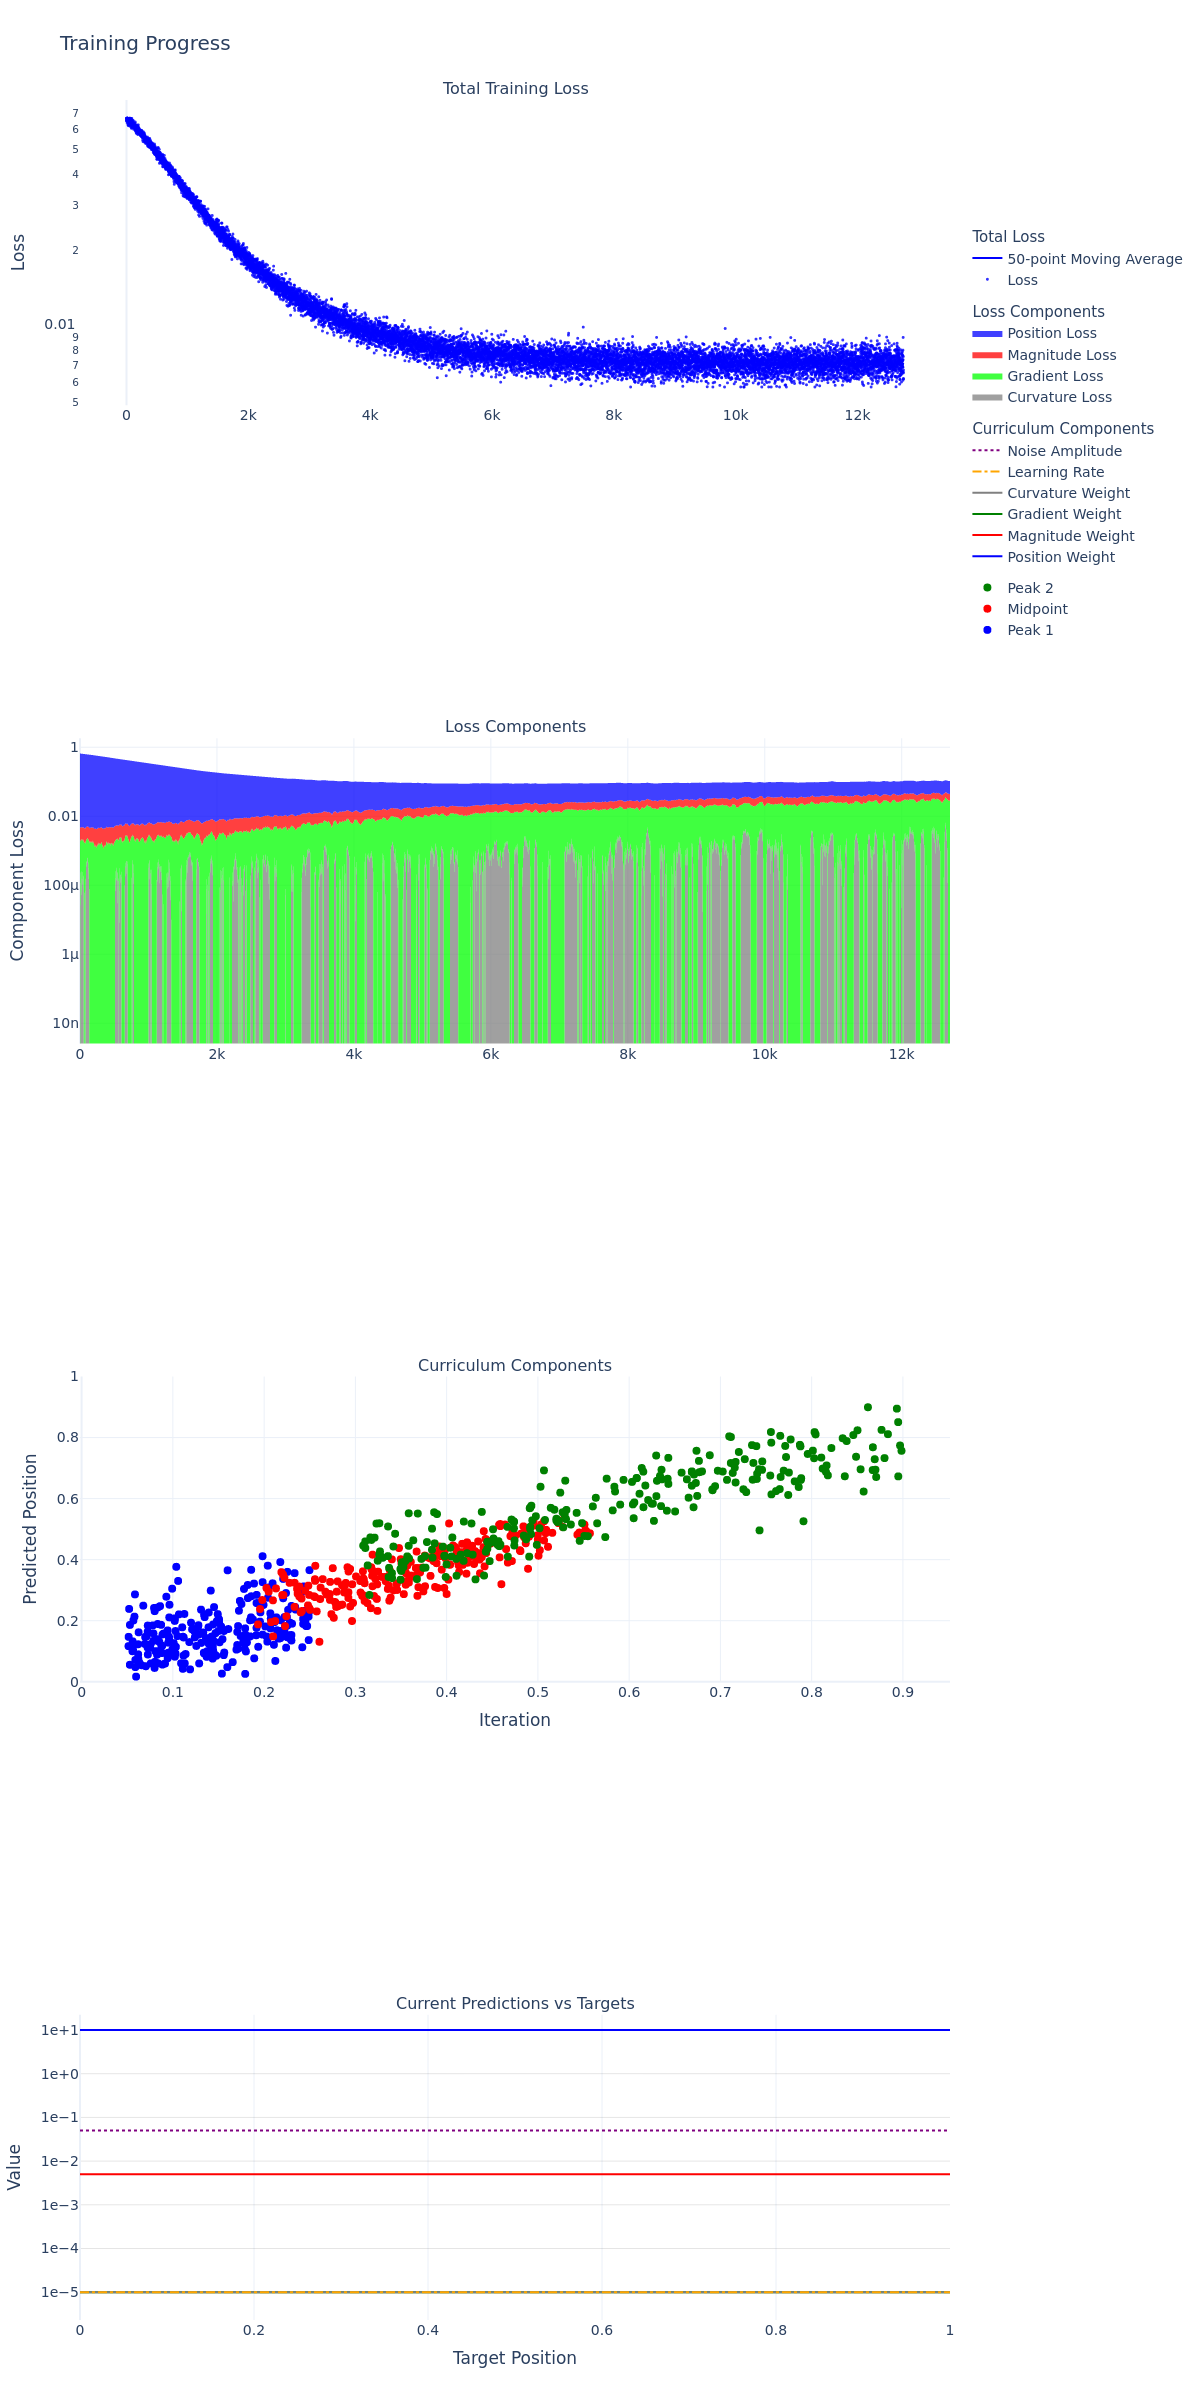 Training Progress
Total Training Loss
7
6
5
4
3
2
0.01
9
8
7
6
5
Loss
0 2k 4k 6k 8k 10k 12k
Total Loss
50-point Moving Average
Loss
Loss Components
Position Loss
Magnitude Loss
Gradient Loss
Curvature Loss
Curriculum Components
Noise Amplitude
Learning Rate
Curvature Weight
Gradient Weight
Magnitude Weight
Position Weight
Peak 2
Midpoint
Peak 1
Loss Components
1
0.01
100μ
1μ
10n
Component Loss
0 2k 4k 6k 8k 10k 12k
Curriculum Components
1
0.8
0.6
0.4
0.2
0
Predicted Position
0 0.1 0.2 0.3 0.4 0.5 0.6 0.7 0.8 0.9
Iteration
Current Predictions vs Targets
1e+1
1e+0
1e−1
1e−2
1e−3
1e−4
1e−5
Value
0 0.2 0.4 0.6 0.8 1
Target Position